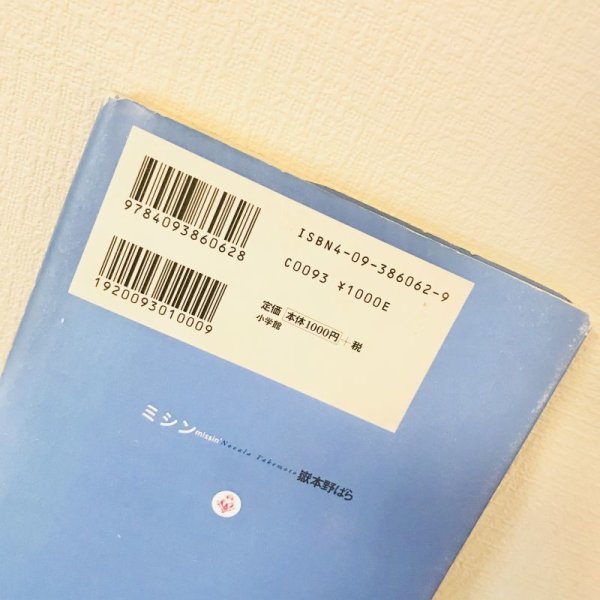 9784093860628
ISBN4-09-386062-9
C0093 ¥1000E
1920093010009
定価 本体1000円 +税
小学館
ミシン missin' Novala Takemoto 嶽本野ばら